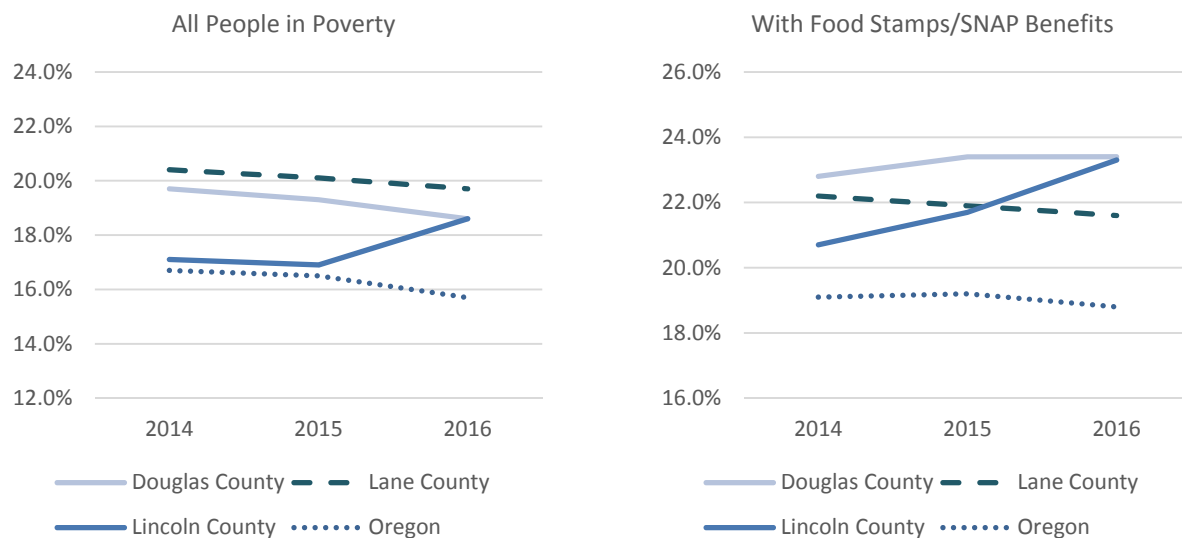 All People in Poverty
24.0%
22.0%
20.0%
18.0%
16.0%
14.0%
12.0%
2014 2015 2016
Douglas County Lane County
Lincoln County Oregon
With Food Stamps/SNAP Benefits
26.0%
24.0%
22.0%
20.0%
18.0%
16.0%
2014 2015 2016
Douglas County Lane County
Lincoln County Oregon